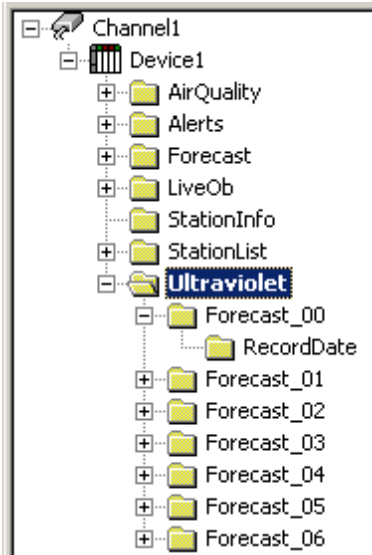 Channel1
Device1
AirQuality
Alerts
Forecast
LiveOb
StationInfo
StationList
Ultraviolet
Forecast_00
RecordDate
Forecast_01
Forecast_02
Forecast_03
Forecast_04
Forecast_05
Forecast_06